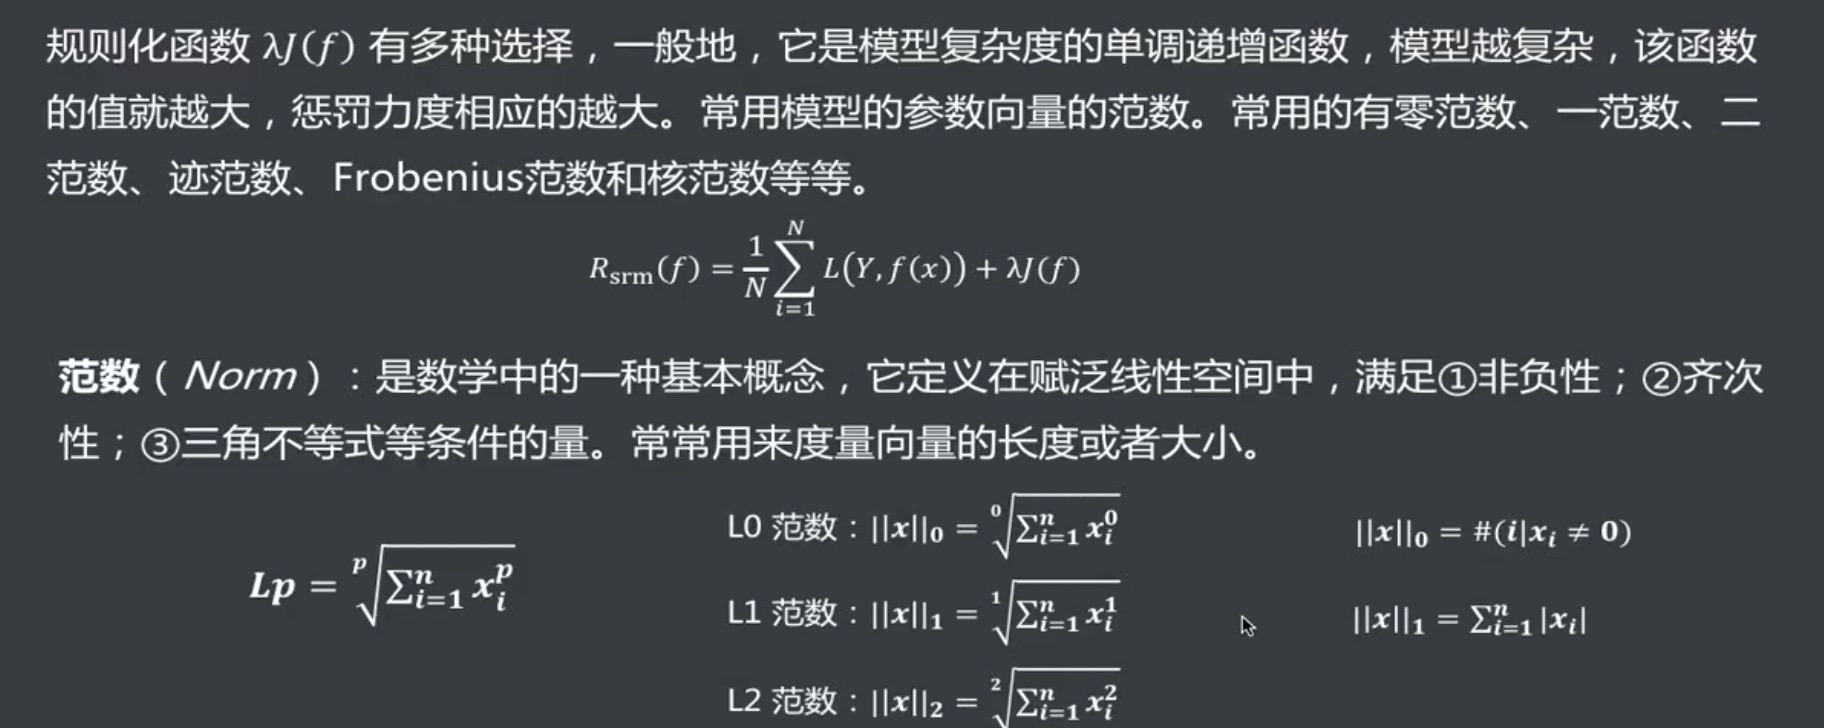 规则化函数 λJ(f) 有多种选择，一般地，它是模型复杂度的单调递增函数，模型越复杂，该函数
的值就越大，惩罚力度相应的越大。常用模型的参数向量的范数。常用的有零范数、一范数、二
范数、迹范数、Frobenius范数和核范数等等。
R_srm(f) = \frac{1}{N} \sum_{i=1}^{N} L(Y, f(x)) + λJ(f)
范数（Norm）：是数学中的一种基本概念，它定义在赋泛线性空间中，满足①非负性；②齐次
性；③三角不等式等条件的量。常常用来度量向量的长度或者大小。
Lp = \sqrt[p]{\sum_{i=1}^{n} x_i^p}
L0 范数：||x||_0 = \sqrt[0]{\sum_{i=1}^{n} x_i^0}
||x||_0 = #(i|x_i ≠ 0)
L1 范数：||x||_1 = \sqrt[1]{\sum_{i=1}^{n} x_i^1}
||x||_1 = \sum_{i=1}^{n} |x_i|
L2 范数：||x||_2 = \sqrt[2]{\sum_{i=1}^{n} x_i^2}